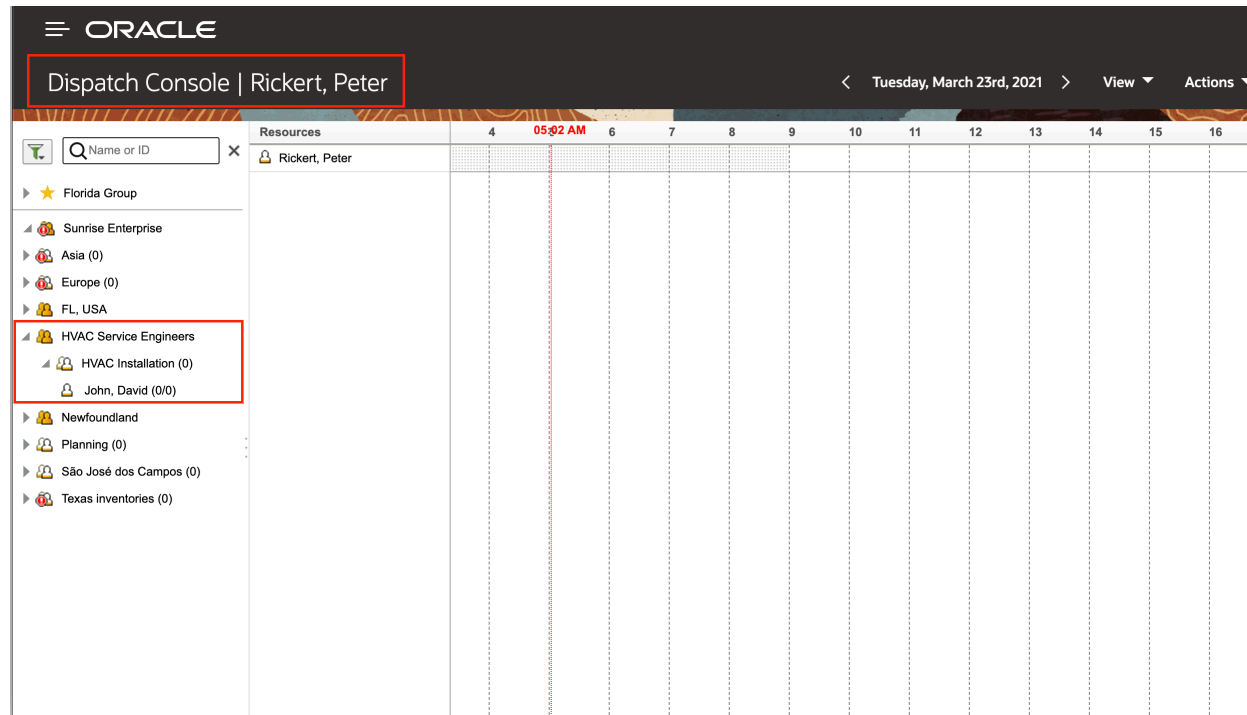 ORACLE
Dispatch Console | Rickert, Peter
Tuesday, March 23rd, 2021 View Actions
Name or ID
Florida Group
Sunrise Enterprise
Asia (0)
Europe (0)
FL, USA
HVAC Service Engineers
HVAC Installation (0)
John, David (0/0)
Newfoundland
Planning (0)
São José dos Campos (0)
Texas inventories (0)
Resources 4 05:02 AM 6 7 8 9 10 11 12 13 14 15 16
Rickert, Peter